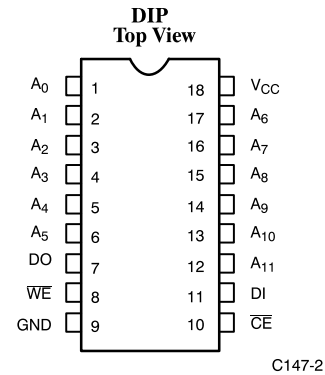 DIP
Top View
A0 1 18 VCC
A1 2 17 A6
A2 3 16 A7
A3 4 15 A8
A4 5 14 A9
A5 6 13 A10
DO 7 12 A11
W̅E̅ 8 11 DI
GND 9 10 C̅E̅
C147-2